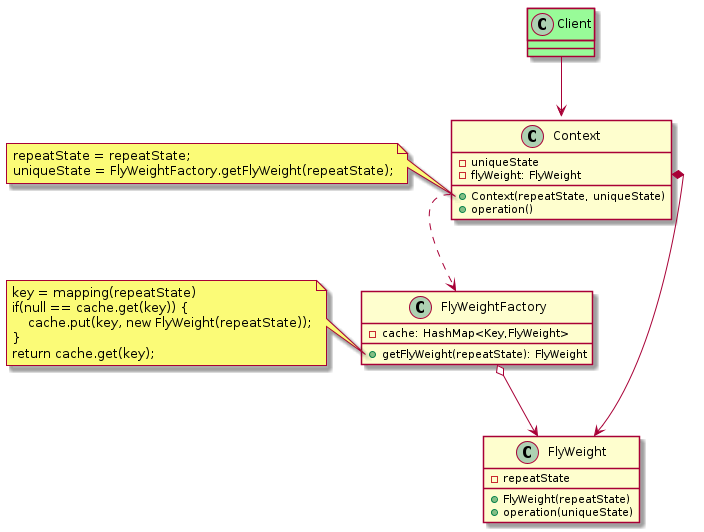 C Client
C Context
uniqueState
flyWeight: FlyWeight
Context(repeatState, uniqueState)
operation()
repeatState = repeatState;
uniqueState = FlyWeightFactory.getFlyWeight(repeatState);
C FlyWeightFactory
cache: HashMap<Key,FlyWeight>
getFlyWeight(repeatState): FlyWeight
key = mapping(repeatState)
if(null == cache.get(key)) {
cache.put(key, new FlyWeight(repeatState));
}
return cache.get(key);
C FlyWeight
repeatState
FlyWeight(repeatState)
operation(uniqueState)